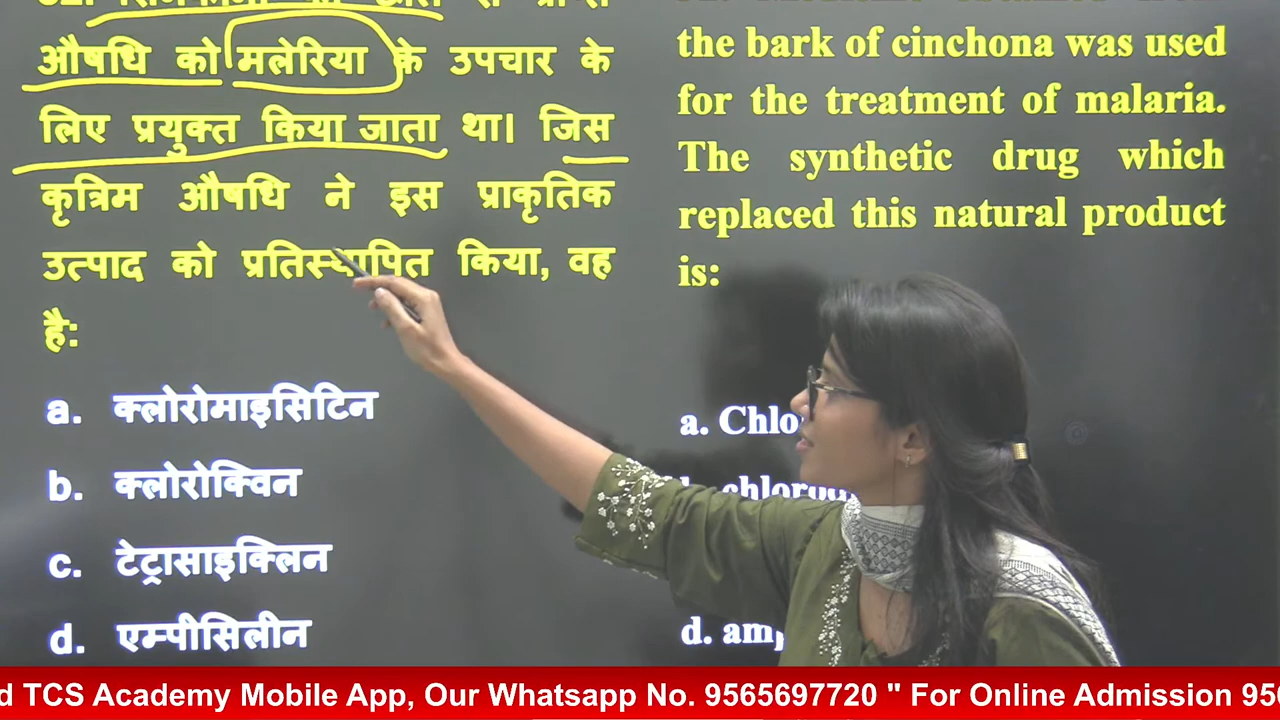 औषधि को मलेरिया के उपचार के
लिए प्रयुक्त किया जाता था। जिस
कृत्रिम औषधि ने इस प्राकृतिक
उत्पाद को प्रतिस्थापित किया, वह
है:
a. क्लोरोमाइसिटिन
b. क्लोरोक्विन
c. टेट्रासाइक्लिन
d. एम्पीसिलीन
the bark of cinchona was used
for the treatment of malaria.
The synthetic drug which
replaced this natural product
is:
a. Chlo
d. am
TCS Academy Mobile App, Our Whatsapp No. 9565697720 " For Online Admission